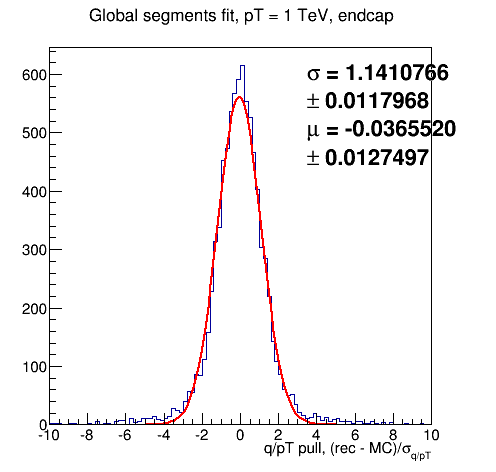 Global segments fit, pT = 1 TeV, endcap
σ = 1.1410766
± 0.0117968
μ = -0.0365520
± 0.0127497
600
500
400
300
200
100
0
-10 -8 -6 -4 -2 0 2 4 6 8 10
q/pT pull, (rec - MC)/σq/pT